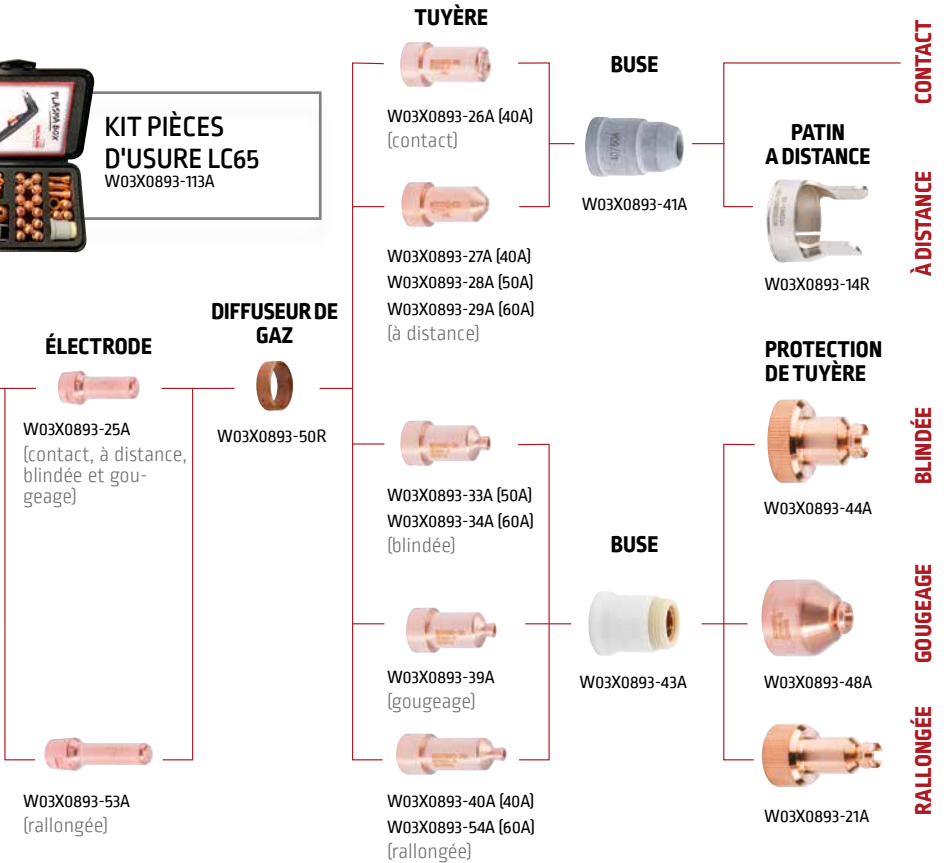 TUYÈRE
BUSE
CONTACT
PLASMA BOX
KIT PIÈCES
D'USURE LC65
W03X0893-113A
W03X0893-26A (40A)
(contact)
40/60A
W03X0893-41A
PATIN
A DISTANCE
W03X0893-14R
À DISTANCE
W03X0893-27A (40A)
W03X0893-28A (50A)
W03X0893-29A (60A)
(à distance)
DIFFUSEUR DE
GAZ
W03X0893-50R
ÉLECTRODE
W03X0893-25A
(contact, à distance,
blindée et gou-
geage)
W03X0893-33A (50A)
W03X0893-34A (60A)
(blindée)
PROTECTION
DE TUYÈRE
W03X0893-44A
BLINDÉE
BUSE
W03X0893-43A
W03X0893-39A
(gougeage)
W03X0893-48A
GOUGEAGE
W03X0893-53A
(rallongée)
W03X0893-40A (40A)
W03X0893-54A (60A)
(rallongée)
W03X0893-21A
RALLONGÉE